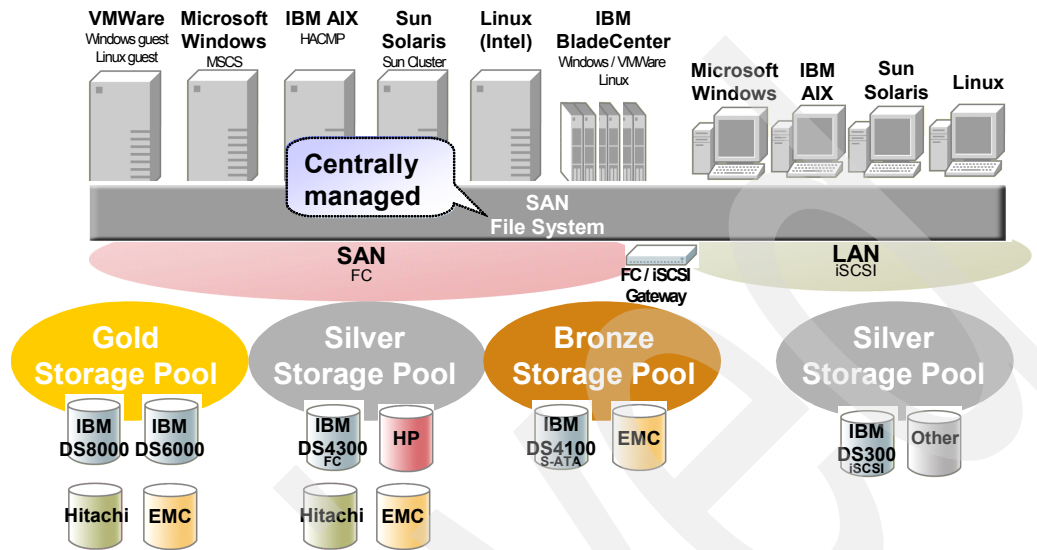 VMWare
Windows guest
Linux guest
Microsoft
Windows
MSCS
IBM AIX
HACMP
Sun
Solaris
Sun Cluster
Linux
(Intel)
IBM
BladeCenter
Windows / VMWare
Linux
Microsoft
Windows
IBM
AIX
Sun
Solaris
Linux
Centrally
managed
SAN
File System
SAN
FC
FC / iSCSI
Gateway
LAN
iSCSI
Gold
Storage Pool
Silver
Storage Pool
Bronze
Storage Pool
Silver
Storage Pool
IBM
DS8000
IBM
DS6000
IBM
DS4300
FC
HP
IBM
DS4100
S-ATA
EMC
IBM
DS300
iSCSI
Other
Hitachi
EMC
Hitachi
EMC